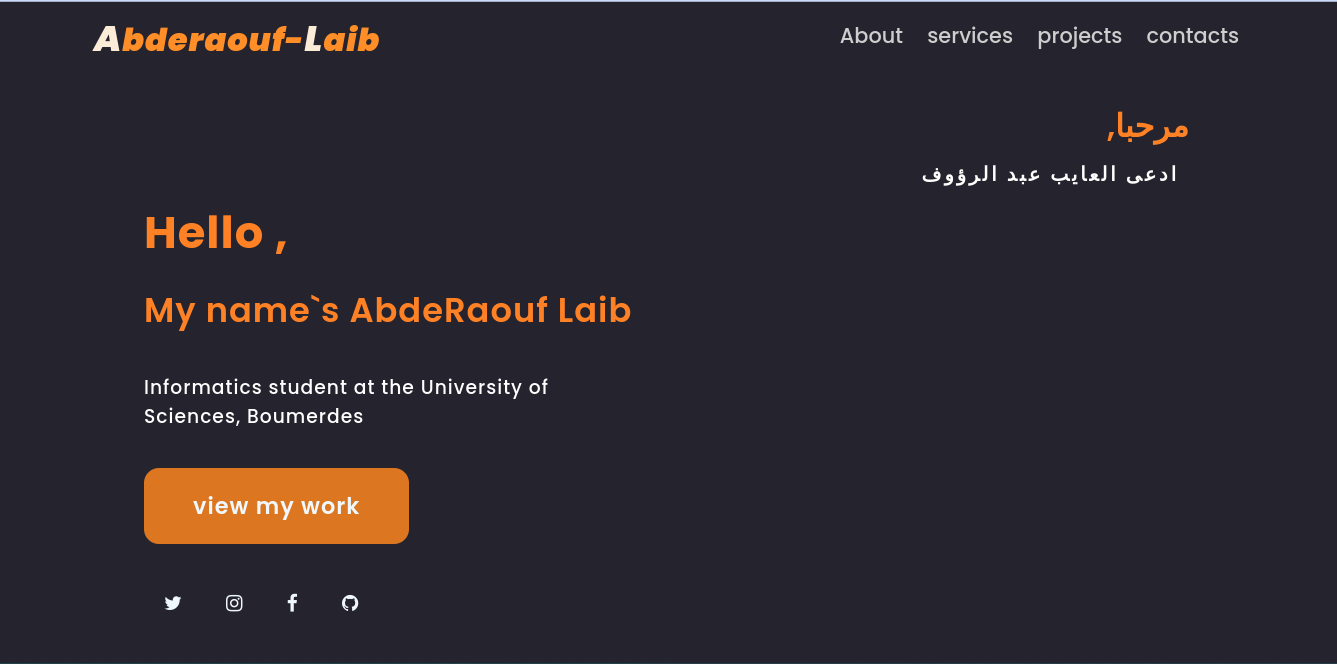 Abderaouf-Laib
About services projects contacts
مرحبا,
ادعى العايب عبد الرؤوف
Hello ,
My name`s AbdeRaouf Laib
Informatics student at the University of
Sciences, Boumerdes
view my work